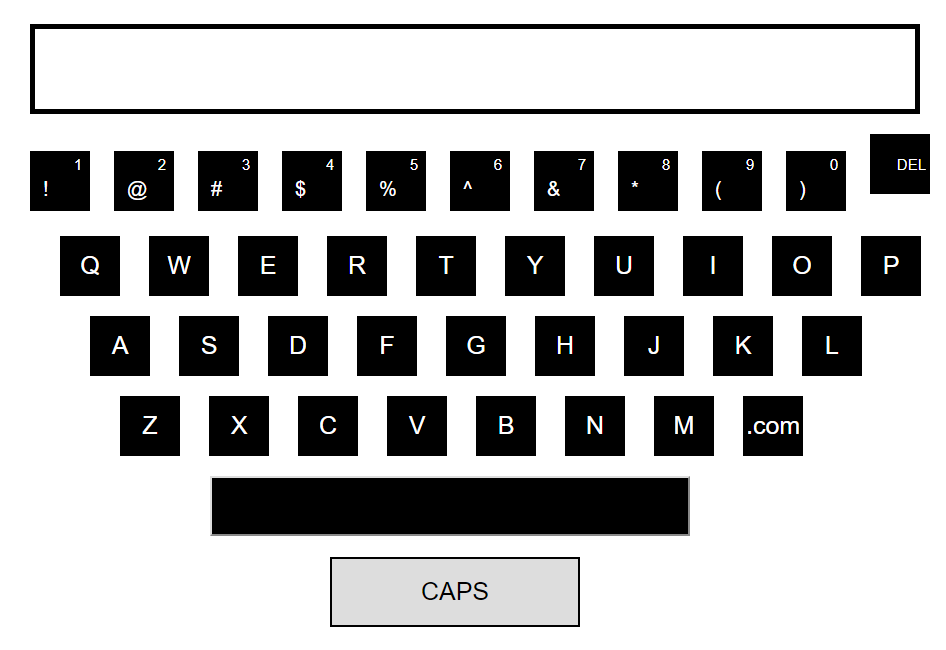 1 2 3 4 5 6 7 8 9 0 DEL
! @ # $ % ^ & * ( )
Q W E R T Y U I O P
A S D F G H J K L
Z X C V B N M .com
CAPS